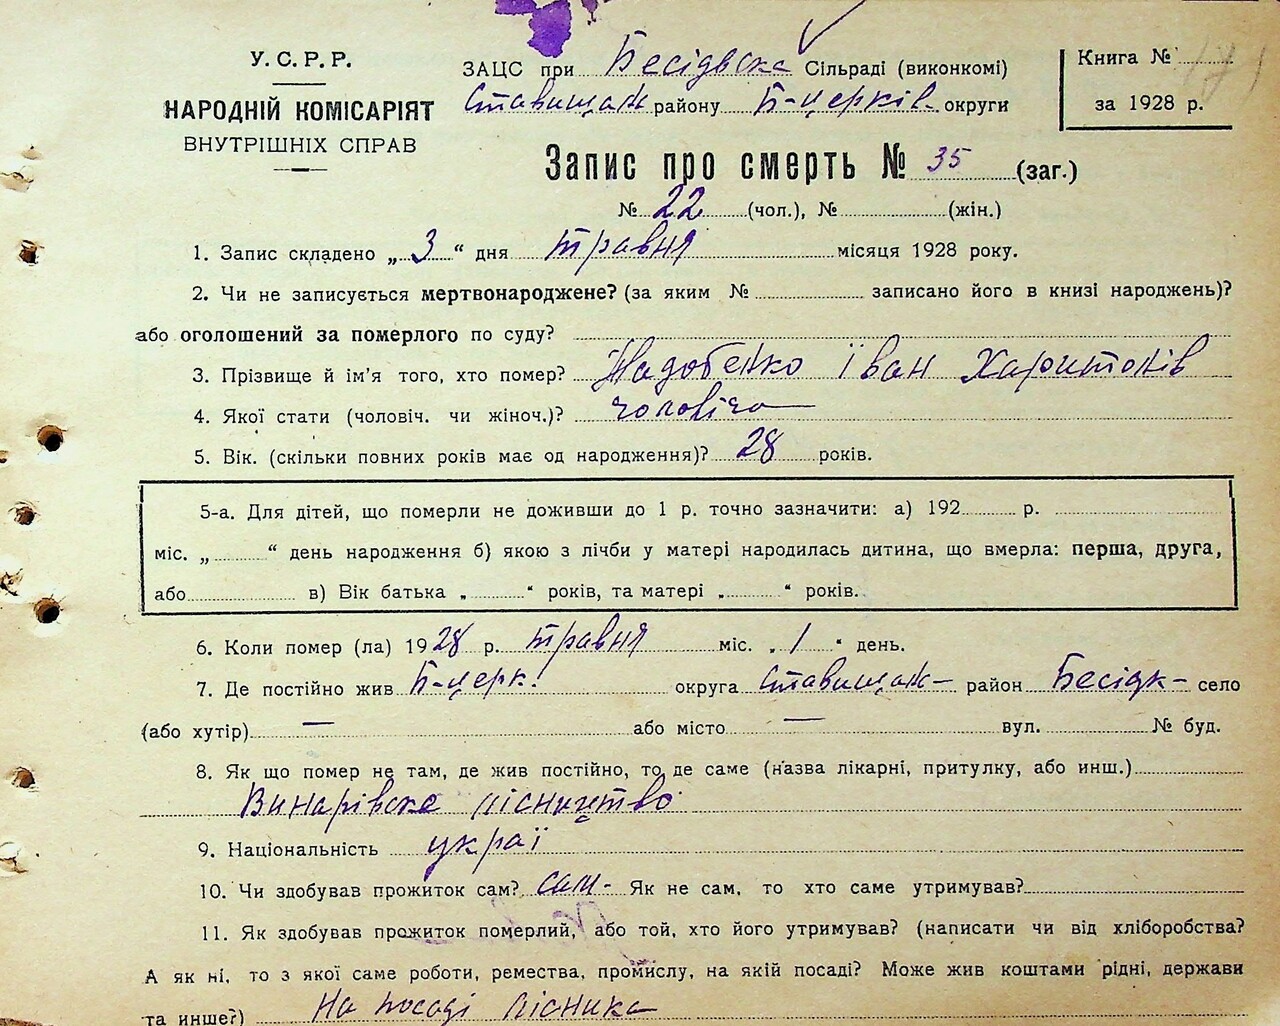 У. С. Р. Р.
НАРОДНІЙ КОМІСАРІЯТ
ВНУТРІШНІХ СПРАВ
ЗАЦС при Бесідвска Сільраді (виконкомі)
Ставищан району Б-церків. округи
Книга №
за 1928 р.
Запис про смерть № 35 (заг.)
№ 22 (чол.), № (жін.)
1. Запис складено „ 3 “ дня травня місяця 1928 року.
2. Чи не записується мертвонароджене? (за яким № записано його в книзі народжень)?
або оголошений за померлого по суду?
3. Прізвище й ім'я того, хто помер? Надобенко Іван Харитонів
4. Якої стати (чоловіч. чи жіноч.)? чоловіча
5. Вік. (скільки повних років має од народження)? 28 років.
5-а. Для дітей, що померли не доживши до 1 р. точно зазначити: а) 192 р.
міс. „ “ день народження б) якою з лічби у матері народилась дитина, що вмерла: перша, друга,
або в) Вік батька „ “ років, та матері „ “ років.
6. Коли помер (ла) 1928 р. травня міс. „ 1 “ день.
7. Де постійно жив Б-церк. округа Ставищан- район Бесідк- село
(або хутір) — або місто — вул. № буд.
8. Як що помер не там, де жив постійно, то де саме (назва лікарні, притулку, або инш.)
Винарівске лісництво
9. Національність украї
10. Чи здобував прожиток сам? сам- Як не сам, то хто саме утримував?
11. Як здобував прожиток померлий, або той, хто його утримував? (написати чи від хліборобства?
А як ні, то з якої саме роботи, ремества, промислу, на якій посаді? Може жив коштами рідні, держави
та инше?) На посаді лісника